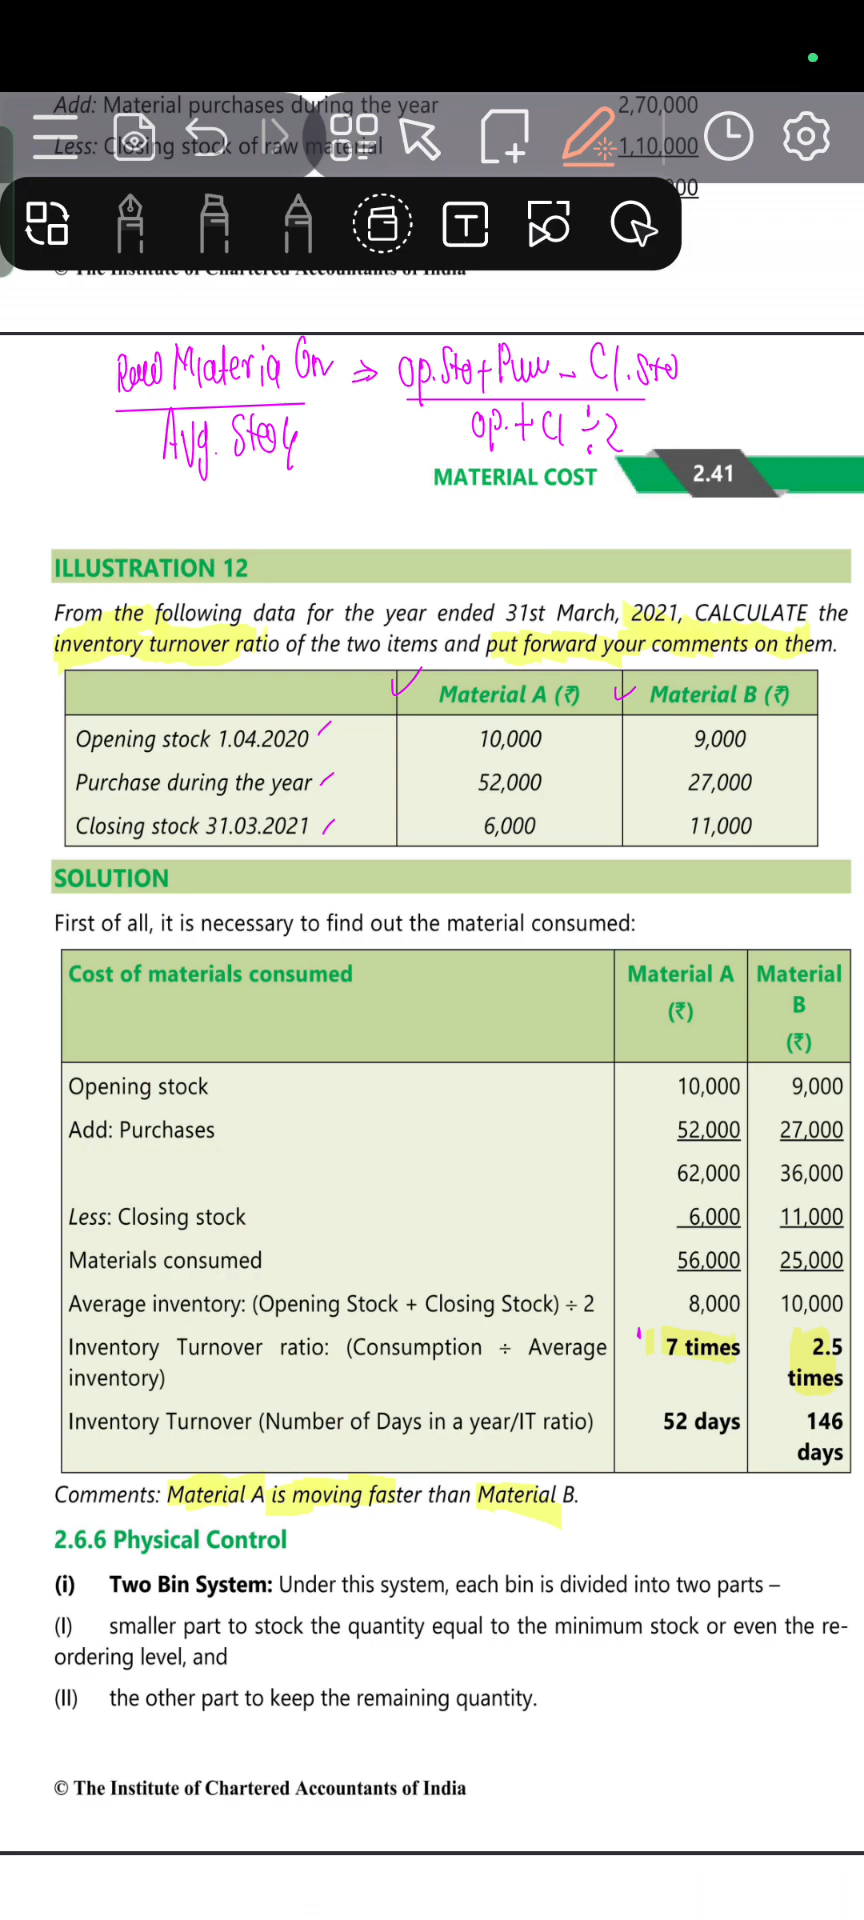 Add: Material purchases during the year 2,70,000
Less: Closing stock of raw material 1,10,000
00
T
© The Institute of Chartered Accountants of India
Materia ⇒ Op. Sto + Pur - Cl. Sto
Avg. Stock op. + Cl ÷ 2
MATERIAL COST 2.41
ILLUSTRATION 12
From the following data for the year ended 31st March, 2021, CALCULATE the
inventory turnover ratio of the two items and put forward your comments on them.
Material A (₹) Material B (₹)
Opening stock 1.04.2020 10,000 9,000
Purchase during the year 52,000 27,000
Closing stock 31.03.2021 6,000 11,000
SOLUTION
First of all, it is necessary to find out the material consumed:
Cost of materials consumed Material A Material
(₹) B
(₹)
Opening stock 10,000 9,000
Add: Purchases 52,000 27,000
62,000 36,000
Less: Closing stock 6,000 11,000
Materials consumed 56,000 25,000
Average inventory: (Opening Stock + Closing Stock) ÷ 2 8,000 10,000
Inventory Turnover ratio: (Consumption ÷ Average 7 times 2.5
inventory) times
Inventory Turnover (Number of Days in a year/IT ratio) 52 days 146
days
Comments: Material A is moving faster than Material B.
2.6.6 Physical Control
(i) Two Bin System: Under this system, each bin is divided into two parts –
(I) smaller part to stock the quantity equal to the minimum stock or even the re-
ordering level, and
(II) the other part to keep the remaining quantity.
© The Institute of Chartered Accountants of India